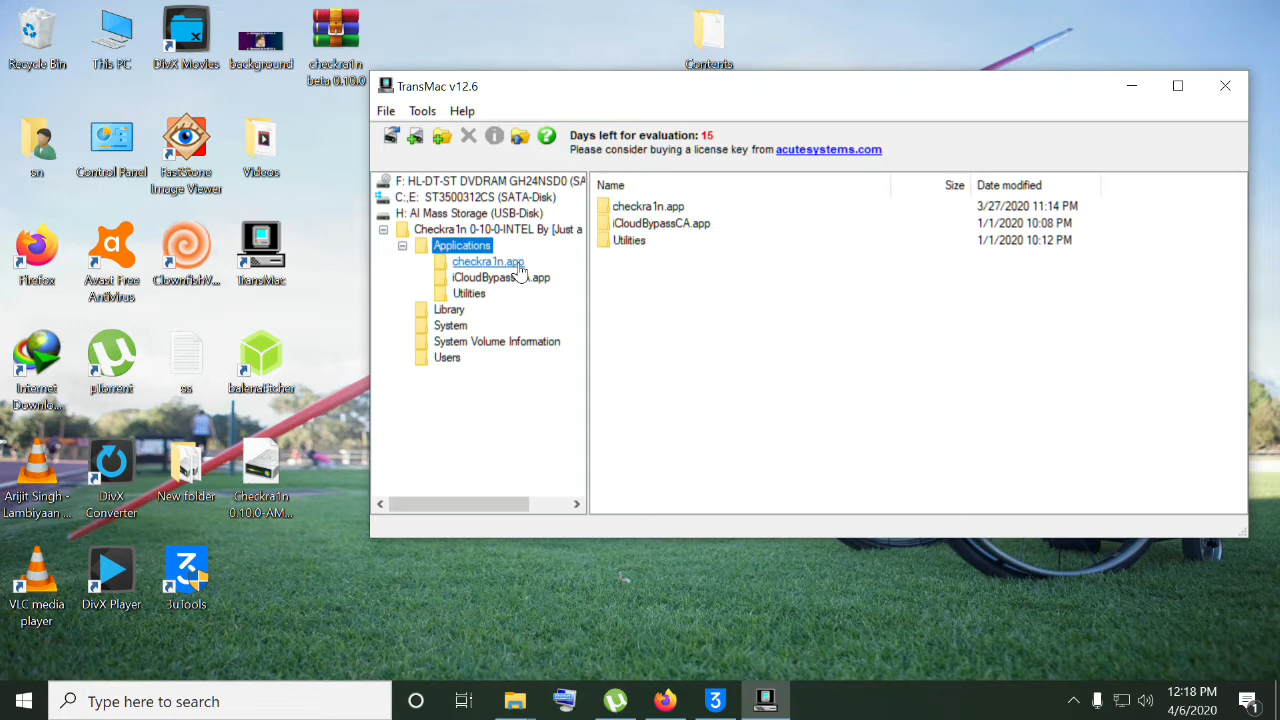 Recycle Bin
This PC
DivX Movies
background
checkra1n
beta 0.10.0
Contents
sn
Control Panel
FastStone
Image Viewer
Videos
Firefox
Avast Free
Antivirus
ClownfishV...
TransMac
Internet
Downlo...
µTorrent
ss
balenaEtcher
Arijit Singh -
Lambiyaan ...
DivX
Converter
New folder
Checkra1n
0.10.0-AM...
VLC media
player
DivX Player
3uTools
TransMac v12.6
File Tools Help
Days left for evaluation: 15
Please consider buying a license key from acutesystems.com
F: HL-DT-ST DVDRAM GH24NSD0 (SA
C:,E: ST3500312CS (SATA-Disk)
H: AI Mass Storage (USB-Disk)
Checkra1n 0-10-0-INTEL By [Just a
Applications
checkra1n.app
iCloudBypassCA.app
Utilities
Library
System
System Volume Information
Users
Name Size Date modified
checkra1n.app 3/27/2020 11:14 PM
iCloudBypassCA.app 1/1/2020 10:08 PM
Utilities 1/1/2020 10:12 PM
Type here to search
12:18 PM
4/6/2020
1